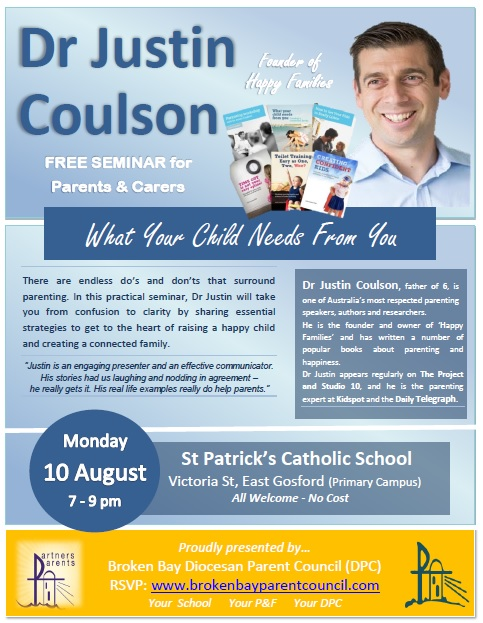 Dr Justin
Coulson
Founder of
Happy Families
FREE SEMINAR for
Parents & Carers
Toilet Training:
Easy as One,
Two, Wee?
CREATING
What Your Child Needs From You
There are endless do's and don'ts that surround
parenting. In this practical seminar, Dr Justin will take
you from confusion to clarity by sharing essential
strategies to get to the heart of raising a happy child
and creating a connected family.
"Justin is an engaging presenter and an effective communicator.
His stories had us laughing and nodding in agreement –
he really gets it. His real life examples really do help parents."
Dr Justin Coulson, father of 6, is
one of Australia's most respected parenting
speakers, authors and researchers.
He is the founder and owner of 'Happy
Families' and has written a number of
popular books about parenting and
happiness.
Dr Justin appears regularly on The Project
and Studio 10, and he is the parenting
expert at Kidspot and the Daily Telegraph.
Monday
10 August
7 - 9 pm
St Patrick's Catholic School
Victoria St, East Gosford (Primary Campus)
All Welcome - No Cost
Partners
Parents
Proudly presented by...
Broken Bay Diocesan Parent Council (DPC)
RSVP: www.brokenbayparentcouncil.com
Your School Your P&F Your DPC